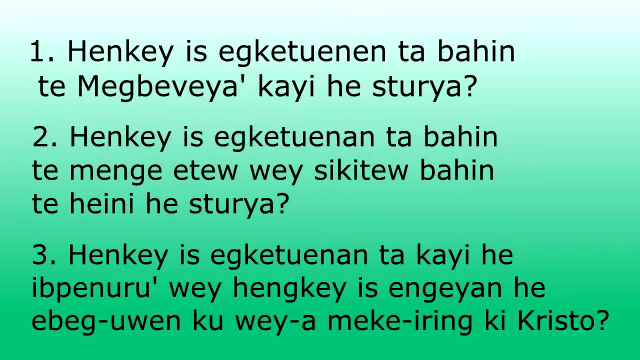 1. Henkey is egketuenen ta bahin
te Megbeveya' kayi he sturya?
2. Henkey is egketuenan ta bahin
te menge etew wey sikitew bahin
te heini he sturya?
3. Henkey is egketuenan ta kayi he
ibpenuru' wey hengkey is engeyan he
ebeg-uwen ku wey-a meke-iring ki Kristo?